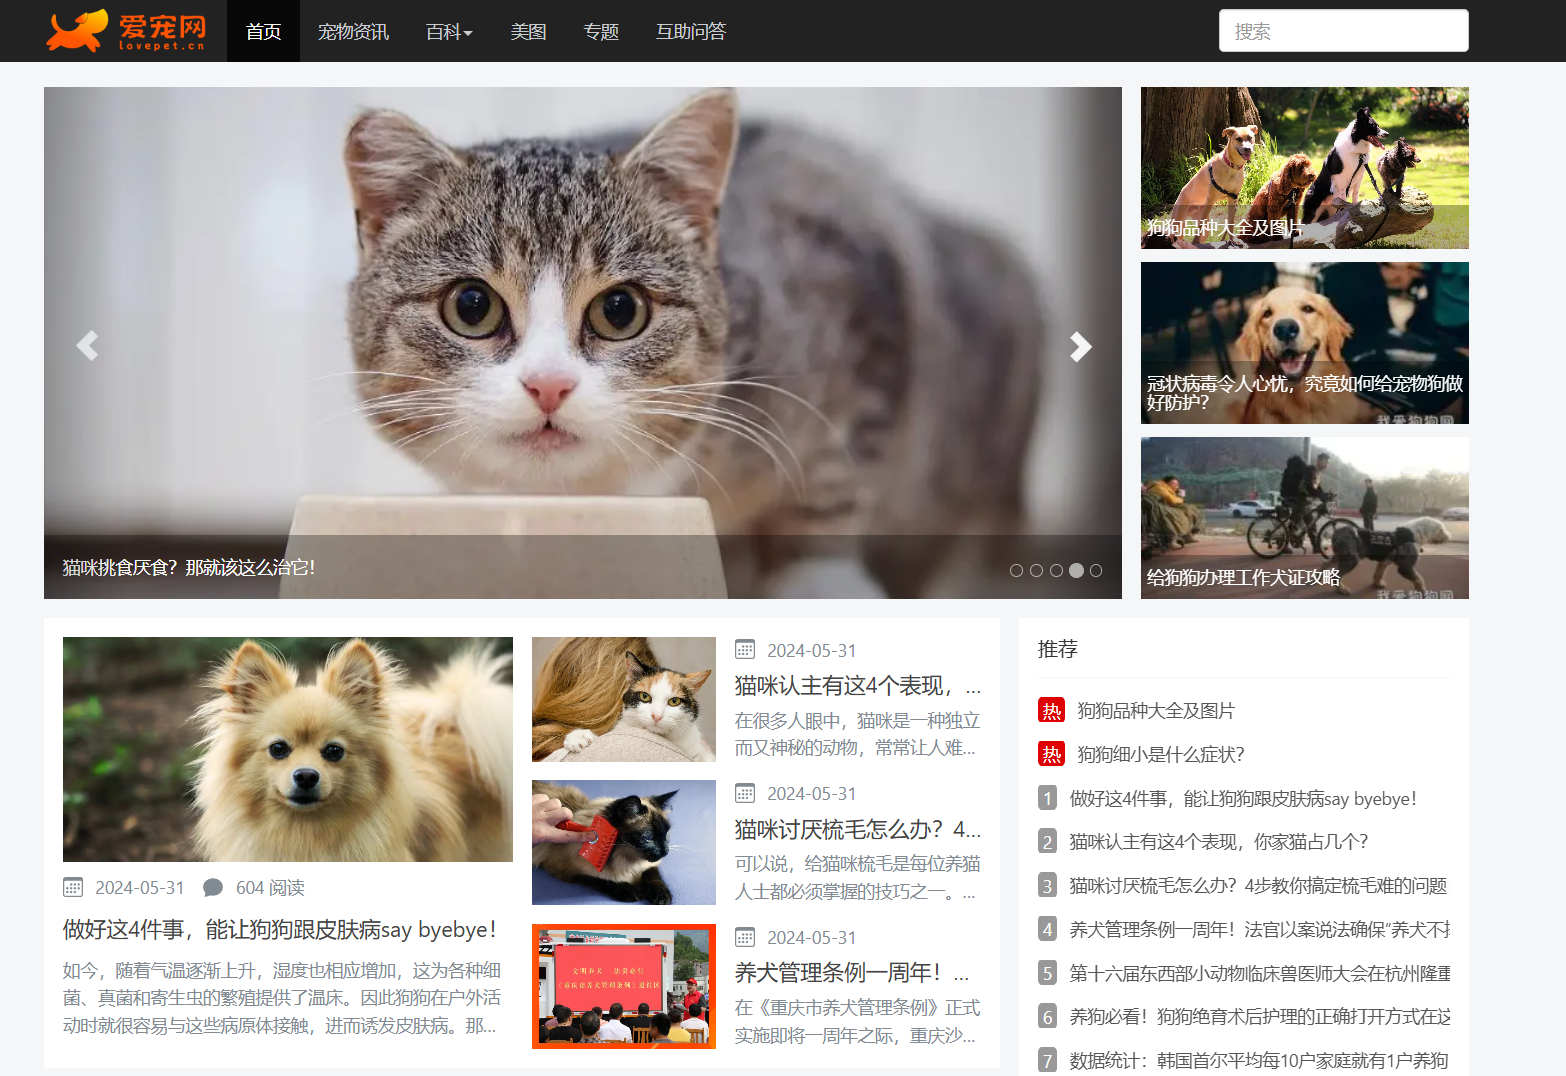 爱宠网
lovepet.cn
首页
宠物资讯
百科
美图
专题
互助问答
搜索
猫咪挑食厌食？那就该这么治它！
狗狗品种大全及图片
冠状病毒令人心忧，究竟如何给宠物狗做
好防护？
我爱狗狗网
给狗狗办理工作犬证攻略
我爱狗狗网
2024-05-31
604 阅读
做好这4件事，能让狗狗跟皮肤病say byebye！
如今，随着气温逐渐上升，湿度也相应增加，这为各种细
菌、真菌和寄生虫的繁殖提供了温床。因此狗狗在户外活
动时就很容易与这些病原体接触，进而诱发皮肤病。那...
2024-05-31
猫咪认主有这4个表现，...
在很多人眼中，猫咪是一种独立
而又神秘的动物，常常让人难...
2024-05-31
猫咪讨厌梳毛怎么办？4...
可以说，给猫咪梳毛是每位养猫
人士都必须掌握的技巧之一。...
2024-05-31
养犬管理条例一周年！...
在《重庆市养犬管理条例》正式
实施即将一周年之际，重庆沙...
推荐
热 狗狗品种大全及图片
热 狗狗细小是什么症状？
1 做好这4件事，能让狗狗跟皮肤病say byebye！
2 猫咪认主有这4个表现，你家猫占几个？
3 猫咪讨厌梳毛怎么办？4步教你搞定梳毛难的问题
4 养犬管理条例一周年！法官以案说法确保“养犬不
5 第十六届东西部小动物临床兽医师大会在杭州隆重
6 养狗必看！狗狗绝育术后护理的正确打开方式在这
7 数据统计：韩国首尔平均每10户家庭就有1户养狗